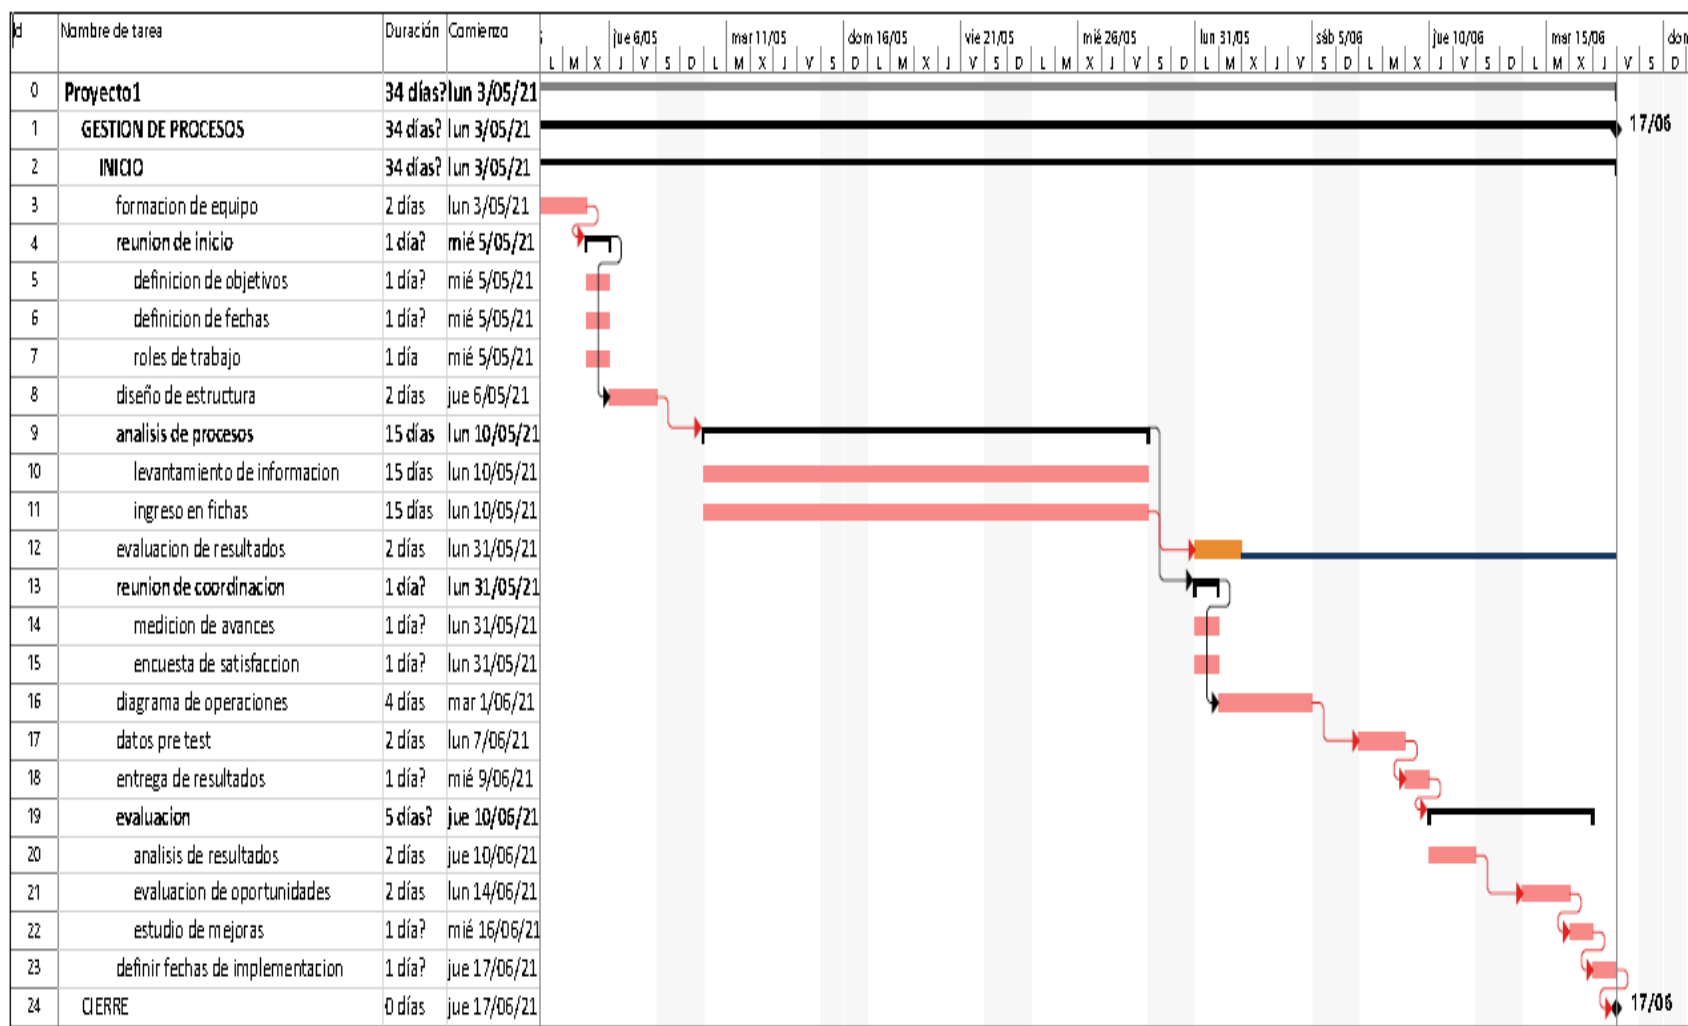 Id Nombre de tarea Duración Comienzo jue 6/05 mar 11/05 dom 16/05 vie 21/05 mié 26/05 lun 31/05 sáb 5/06 jue 10/06 mar 15/06 dom
L M X J V S D L M X J V S D L M X J V S D L M X J V S D L M X J V S D L M X J V S D L M X J V S D
0 Proyecto1 34 días? lun 3/05/21
1 GESTION DE PROCESOS 34 días? lun 3/05/21 17/06
2 INICIO 34 días? lun 3/05/21
3 formacion de equipo 2 días lun 3/05/21
4 reunion de inicio 1 día? mié 5/05/21
5 definicion de objetivos 1 día? mié 5/05/21
6 definicion de fechas 1 día? mié 5/05/21
7 roles de trabajo 1 día mié 5/05/21
8 diseño de estructura 2 días jue 6/05/21
9 analisis de procesos 15 días lun 10/05/21
10 levantamiento de informacion 15 días lun 10/05/21
11 ingreso en fichas 15 días lun 10/05/21
12 evaluacion de resultados 2 días lun 31/05/21
13 reunion de coordinacion 1 día? lun 31/05/21
14 medicion de avances 1 día? lun 31/05/21
15 encuesta de satisfaccion 1 día? lun 31/05/21
16 diagrama de operaciones 4 días mar 1/06/21
17 datos pre test 2 días lun 7/06/21
18 entrega de resultados 1 día? mié 9/06/21
19 evaluacion 5 días? jue 10/06/21
20 analisis de resultados 2 días jue 10/06/21
21 evaluacion de oportunidades 2 días lun 14/06/21
22 estudio de mejoras 1 día? mié 16/06/21
23 definir fechas de implementacion 1 día? jue 17/06/21
24 CIERRE 0 días jue 17/06/21 17/06